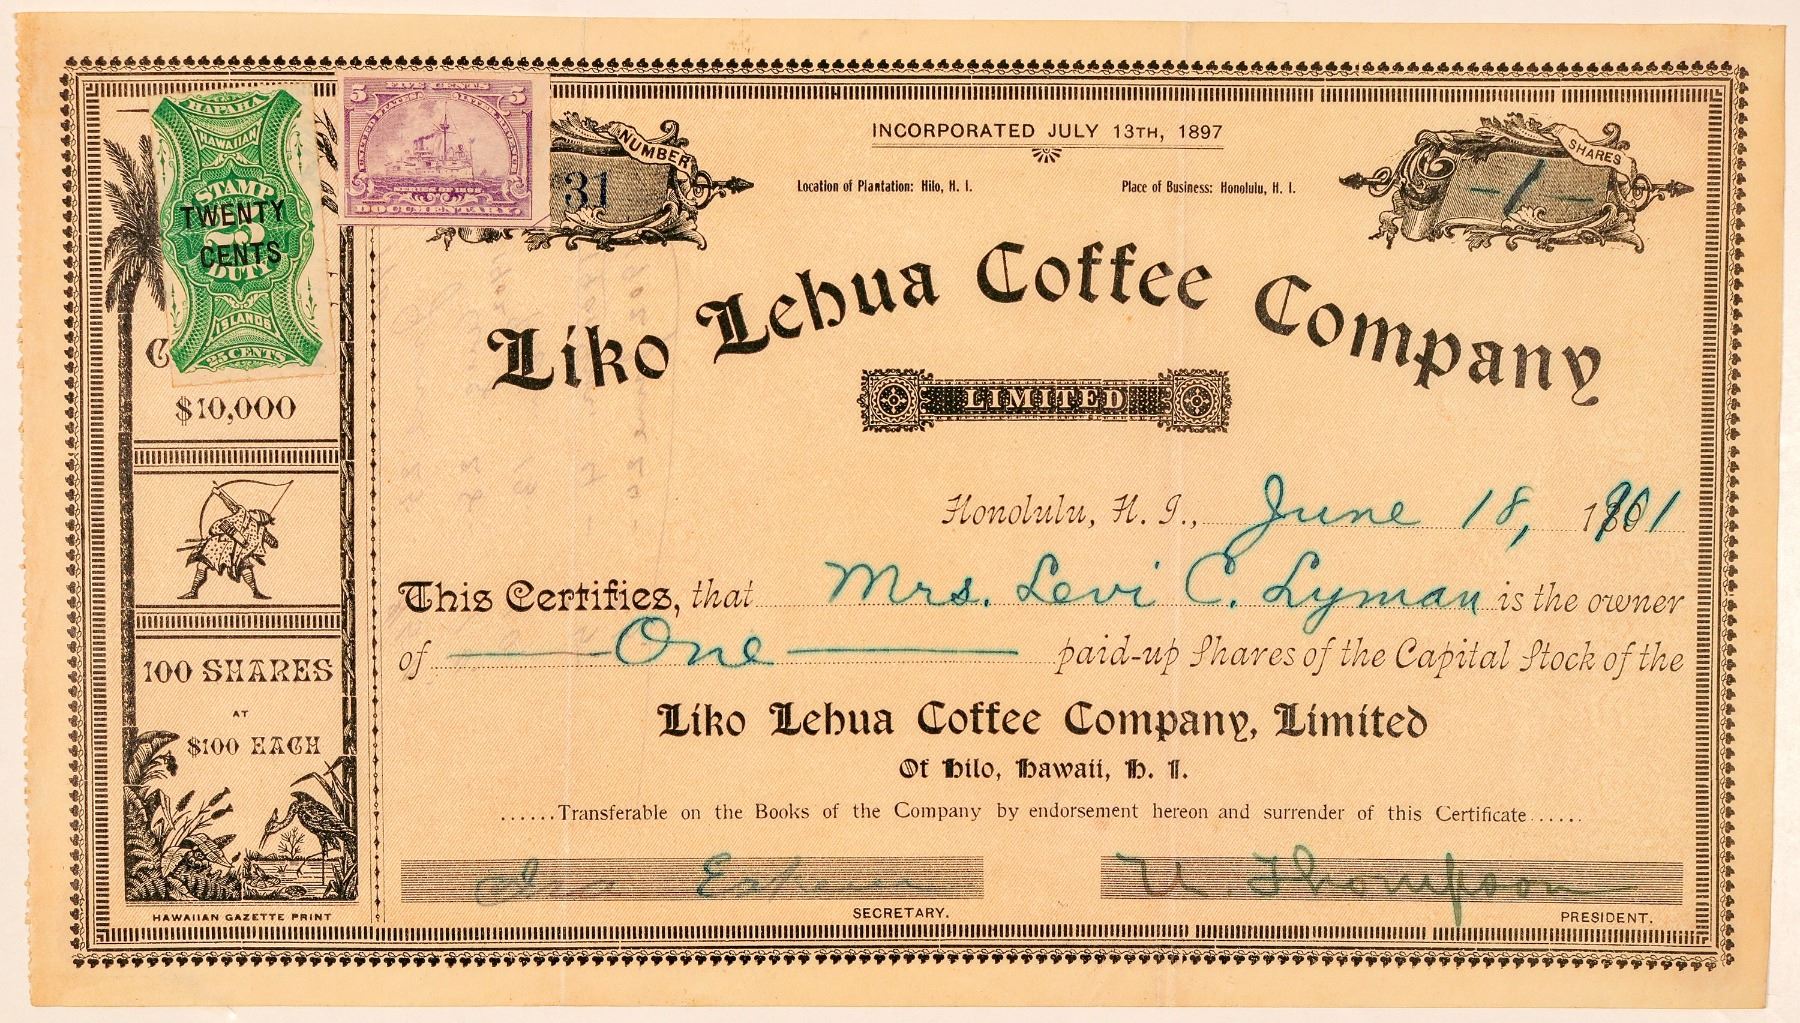 HAPAHA
HAWAIIAN
STAMP
TWENTY
CENTS
DUTY
ISLANDS
25 CENTS
5 FIVE CENTS 5
DOCUMENTARY
NUMBER
31
INCORPORATED JULY 13TH, 1897
Location of Plantation: Hilo, H. I.
Place of Business: Honolulu, H. I.
SHARES
-1-
Liko Lehua Coffee Company
LIMITED
$10,000
Honolulu, H. I., June 18, 1901
This Certifies, that Mrs. Levi C. Lyman is the owner
of One paid-up Shares of the Capital Stock of the
Liko Lehua Coffee Company, Limited
Of Hilo, Hawaii, H. I.
......Transferable on the Books of the Company by endorsement hereon and surrender of this Certificate......
100 SHARES
AT
$100 EACH
HAWAIIAN GAZETTE PRINT
SECRETARY.
U. Thompson
PRESIDENT.